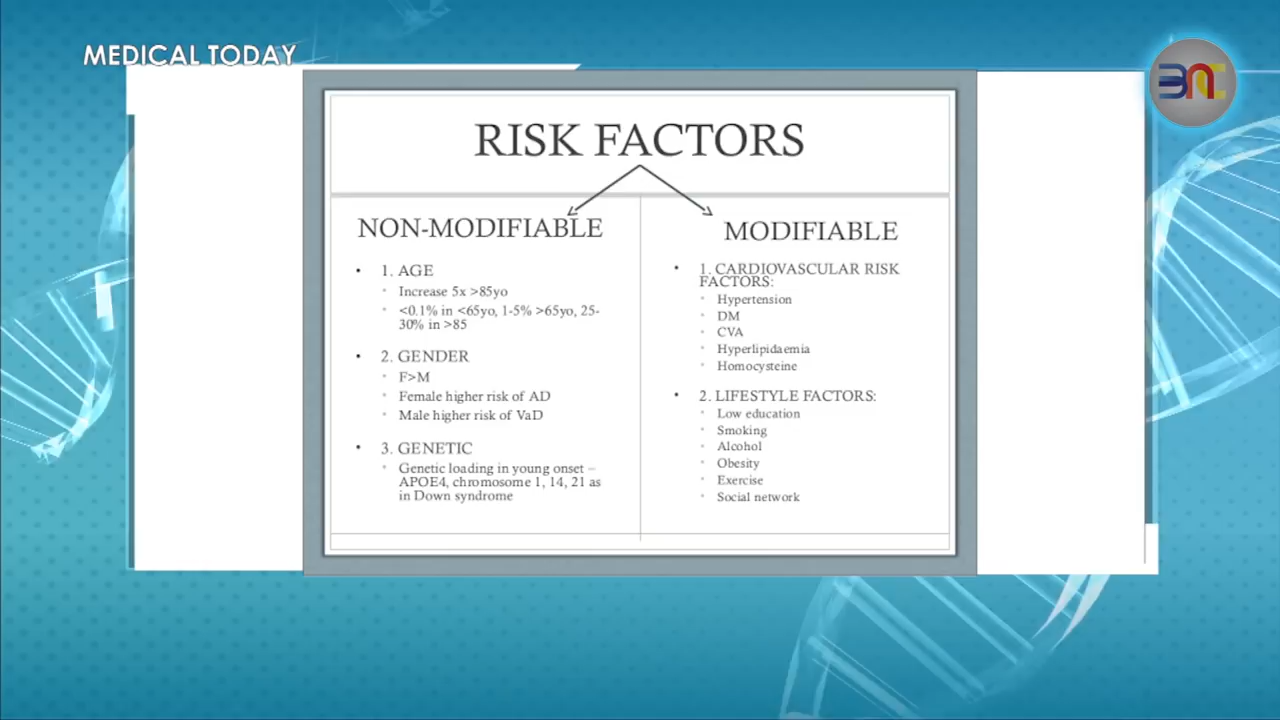 MEDICAL TODAY
BNC
RISK FACTORS
NON-MODIFIABLE
• 1. AGE
• Increase 5x >85yo
• <0.1% in <65yo, 1-5% >65yo, 25-
30% in >85
• 2. GENDER
• F>M
• Female higher risk of AD
• Male higher risk of VaD
• 3. GENETIC
• Genetic loading in young onset –
APOE4, chromosome 1, 14, 21 as
in Down syndrome
MODIFIABLE
• 1. CARDIOVASCULAR RISK
FACTORS:
• Hypertension
• DM
• CVA
• Hyperlipidaemia
• Homocysteine
• 2. LIFESTYLE FACTORS:
• Low education
• Smoking
• Alcohol
• Obesity
• Exercise
• Social network